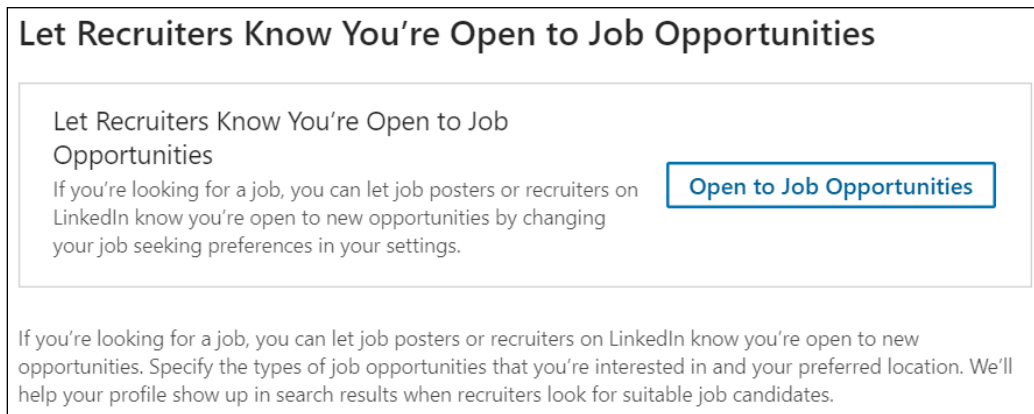 Let Recruiters Know You’re Open to Job Opportunities
Let Recruiters Know You’re Open to Job
Opportunities
If you’re looking for a job, you can let job posters or recruiters on
LinkedIn know you’re open to new opportunities by changing
your job seeking preferences in your settings.
Open to Job Opportunities
If you’re looking for a job, you can let job posters or recruiters on LinkedIn know you’re open to new
opportunities. Specify the types of job opportunities that you’re interested in and your preferred location. We’ll
help your profile show up in search results when recruiters look for suitable job candidates.